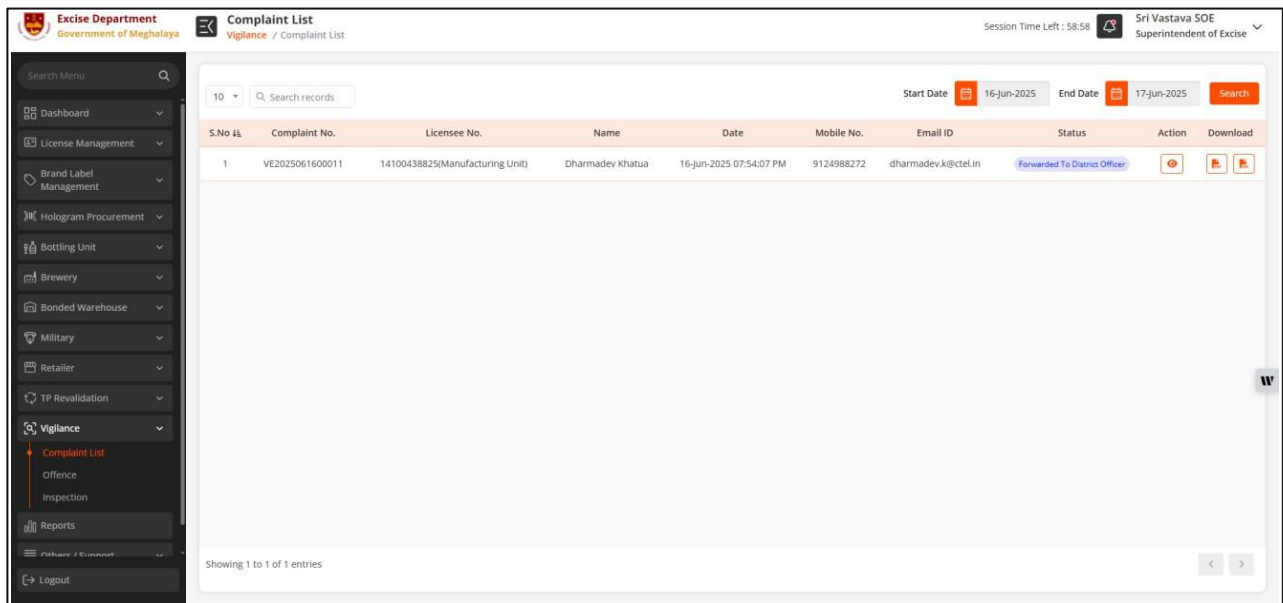 Excise Department
Government of Meghalaya
Complaint List
Vigilance / Complaint List
Session Time Left : 58:58
Sri Vastava SOE
Superintendent of Excise
Search Menu
Dashboard
License Management
Brand Label
Management
Hologram Procurement
Bottling Unit
Brewery
Bonded Warehouse
Military
Retailer
TP Revalidation
Vigilance
Complaint List
Offence
Inspection
Reports
Others / Support
Logout
10 Search records Start Date 16-Jun-2025 End Date 17-Jun-2025 Search
S.No Complaint No. Licensee No. Name Date Mobile No. Email ID Status Action Download
1 VE2025061600011 14100438825(Manufacturing Unit) Dharmadev Khatua 16-Jun-2025 07:54:07 PM 9124988272 dharmadev.k@ctel.in Forwarded To District Officer
W
Showing 1 to 1 of 1 entries